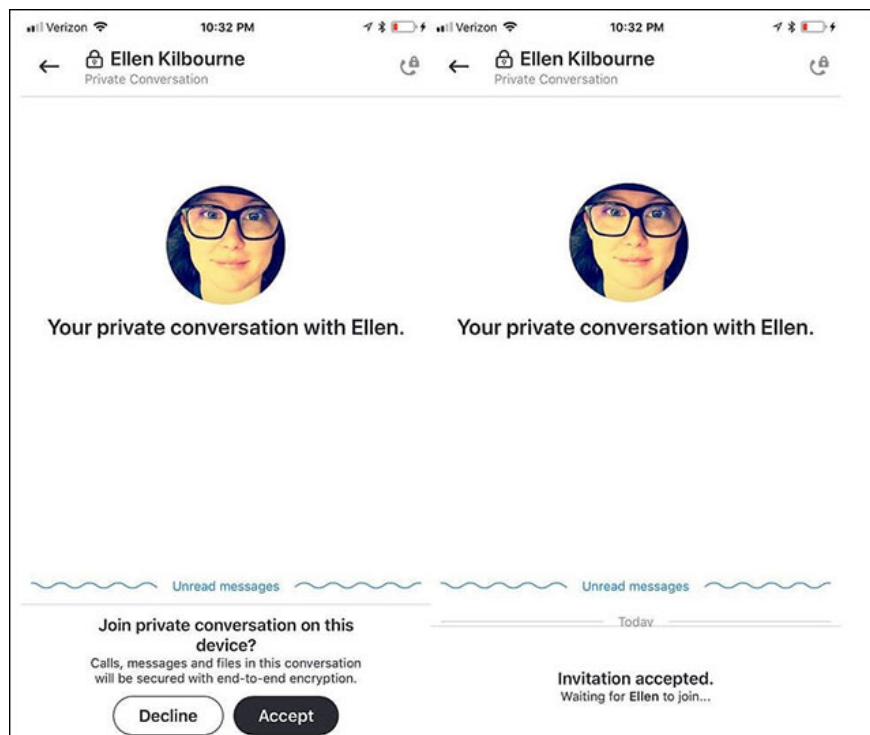 Verizon 10:32 PM
Ellen Kilbourne
Private Conversation
Your private conversation with Ellen.
Unread messages
Join private conversation on this
device?
Calls, messages and files in this conversation
will be secured with end-to-end encryption.
Decline Accept
Verizon 10:32 PM
Ellen Kilbourne
Private Conversation
Your private conversation with Ellen.
Unread messages
Today
Invitation accepted.
Waiting for Ellen to join...